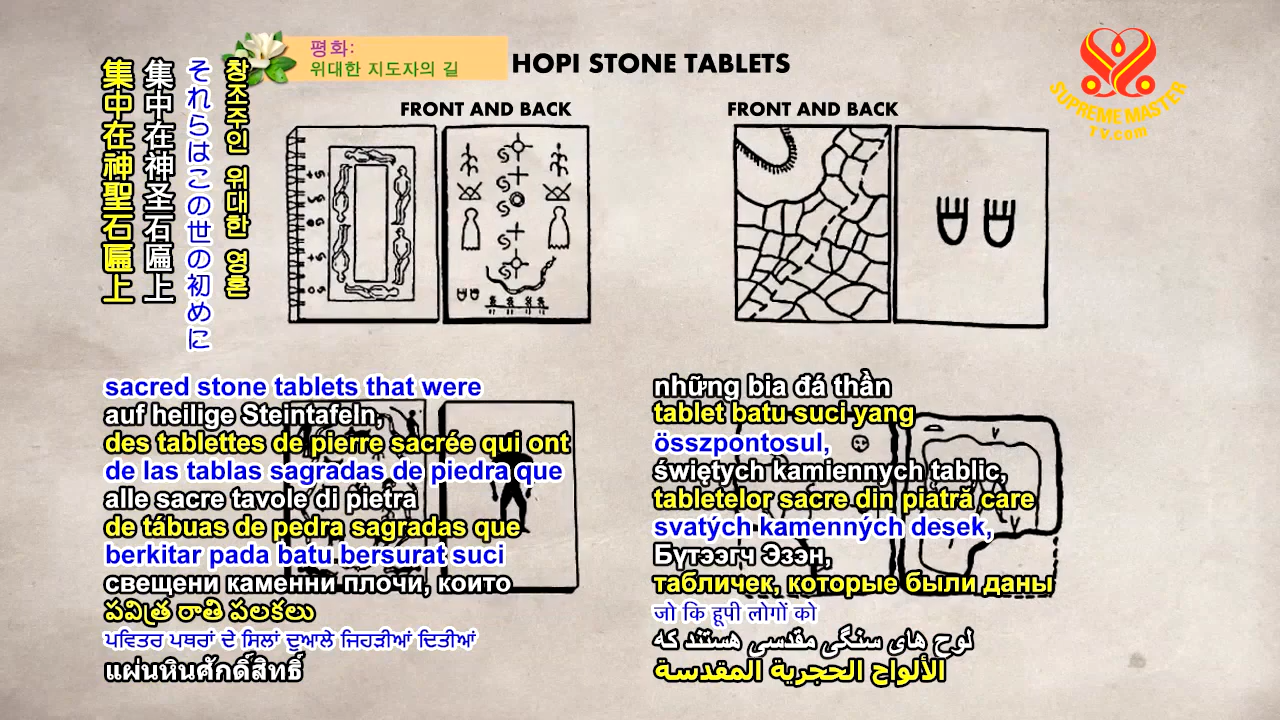 평화:
위대한 지도자의 길
HOPI STONE TABLETS
SUPREME MASTER
TV.com
FRONT AND BACK
FRONT AND BACK
集中在神聖石匾上
集中在神圣石匾上
それらはこの世の初めに
창조주인 위대한 영혼
sacred stone tablets that were
auf heilige Steintafeln,
des tablettes de pierre sacrée qui ont
de las tablas sagradas de piedra que
alle sacre tavole di pietra
de tábuas de pedra sagradas que
berkitar pada batu bersurat suci
свещени каменни плочи, които
పవిత్ర రాతి పలకలు
ਪਵਿਤਰ ਪਥਰਾਂ ਦੇ ਸਿਲਾਂ ਦੁਆਲੇ ਜਿਹੜੀਆਂ ਦਿਤੀਆਂ
แผ่นหินศักดิ์สิทธิ์
những bia đá thần
tablet batu suci yang
összpontosul,
świętych kamiennych tablic,
tabletelor sacre din piatră care
svatých kamenných desek,
Бүтээгч Эзэн,
табличек, которые были даны
जो कि हूपी लोगों को
لوح های سنگی مقدسی هستند که
الألواح الحجرية المقدسة